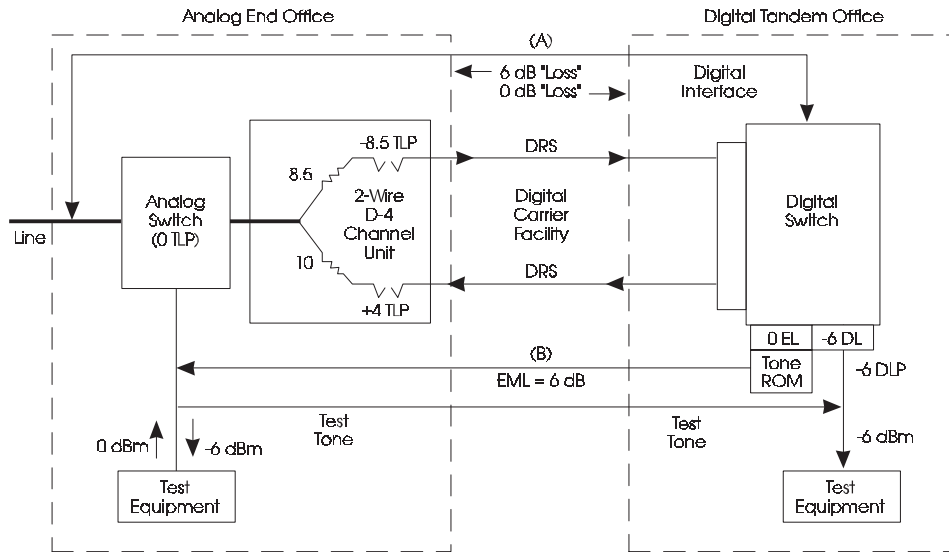 Analog End Office
Digital Tandem Office
(A)
6 dB "Loss"
0 dB "Loss"
Digital
Interface
-8.5 TLP
8.5
2-Wire
D-4
Channel
Unit
10
+4 TLP
Analog
Switch
(0 TLP)
Line
DRS
Digital
Carrier
Facility
DRS
Digital
Switch
0 EL
-6 DL
Tone
ROM
(B)
EML = 6 dB
-6 DLP
Test
Tone
Test
Tone
0 dBm
-6 dBm
-6 dBm
Test
Equipment
Test
Equipment